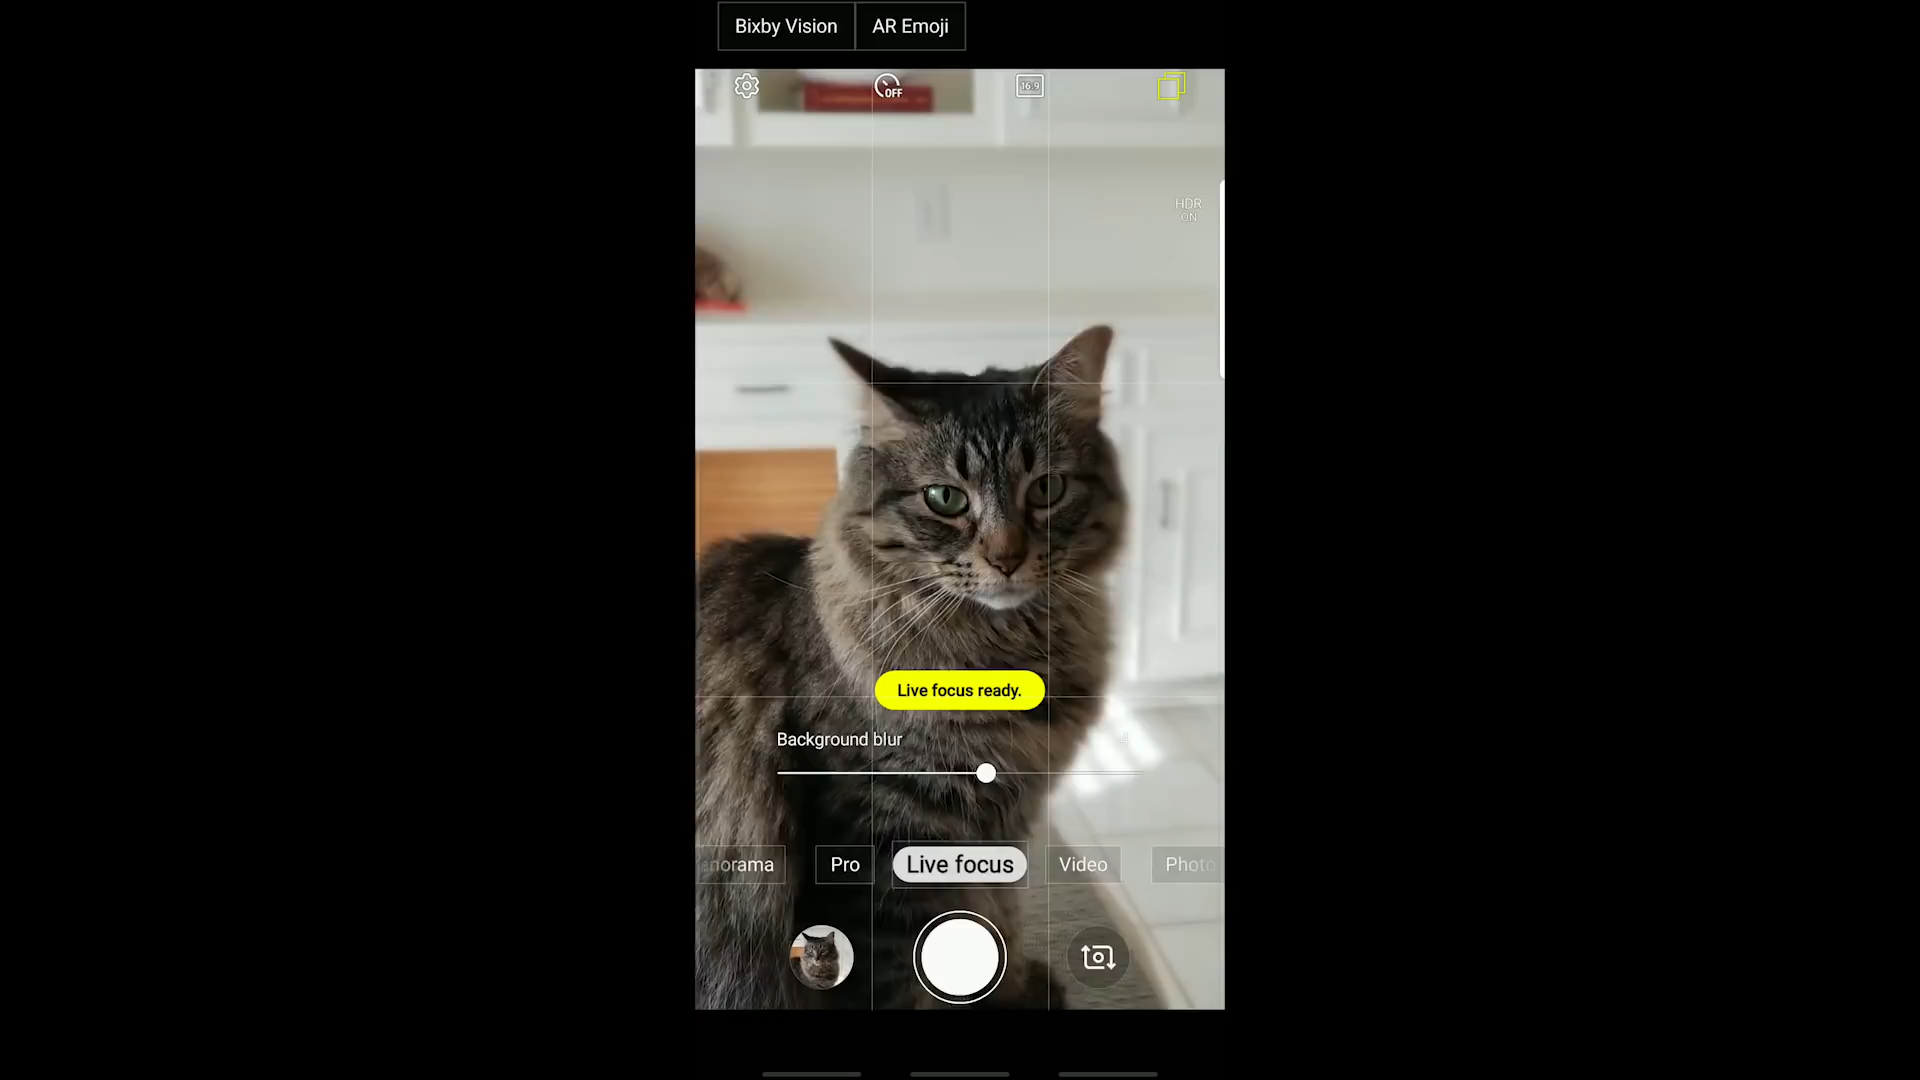 Bixby Vision AR Emoji
OFF
16:9
HDR
ON
Live focus ready.
Background blur 4
norama Pro Live focus Video Photo